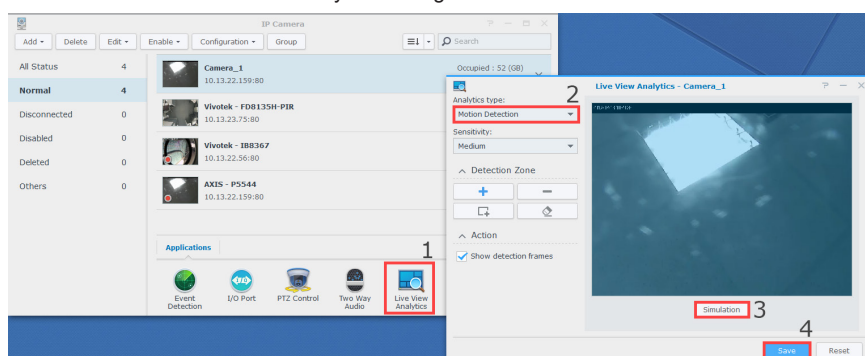 IP Camera
Add Delete Edit Enable Configuration Group Search
All Status 4
Normal 4
Disconnected 0
Disabled 0
Deleted 0
Others 0
Camera_1
10.13.22.159:80
Occupied : 52 (GB)
Vivotek - FD8135H-PIR
10.13.23.75:80
Vivotek - IB8367
10.13.22.56:80
AXIS - P5544
10.13.22.159:80
Applications
1
Event
Detection
I/O Port
PTZ Control
Two Way
Audio
Live View
Analytics
Live View Analytics - Camera_1
Analytics type:
2
Motion Detection
Sensitivity:
Medium
Detection Zone
Action
Show detection frames
Simulation
3
4
Save Reset